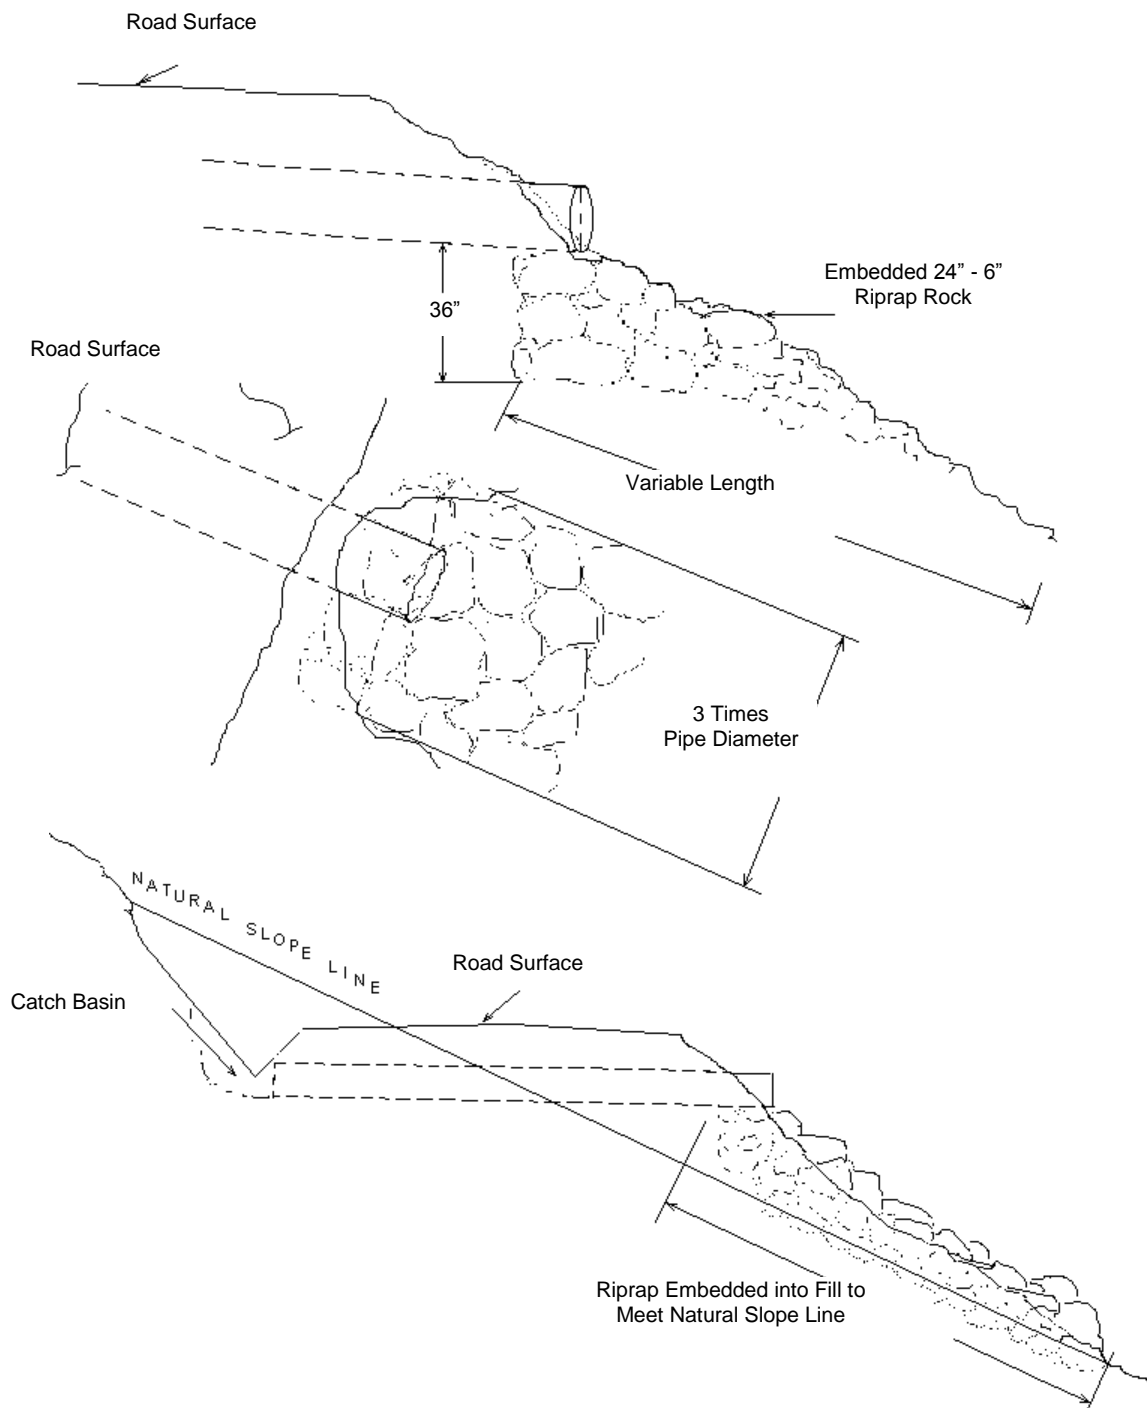 Road Surface
Embedded 24” - 6”
Riprap Rock
36”
Road Surface
Variable Length
3 Times
Pipe Diameter
NATURAL SLOPE LINE
Road Surface
Catch Basin
Riprap Embedded into Fill to
Meet Natural Slope Line